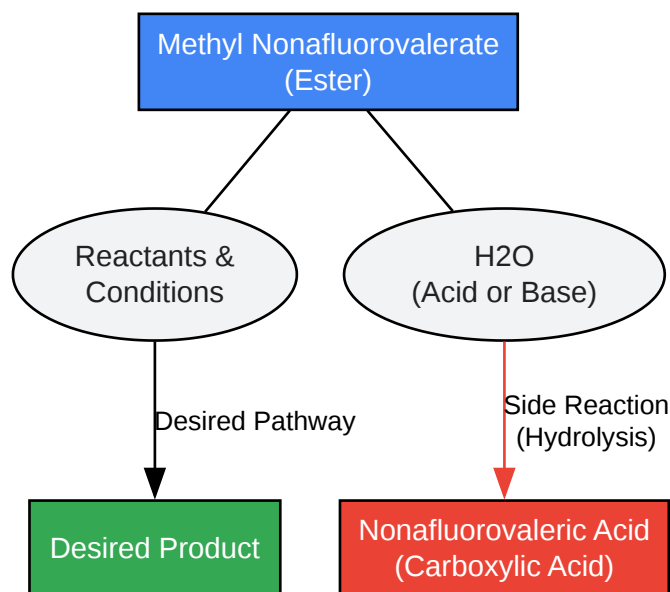 Methyl Nonafluorovalerate
(Ester)
Reactants &
Conditions
H2O
(Acid or Base)
Desired Pathway
Side Reaction
(Hydrolysis)
Desired Product
Nonafluorovaleric Acid
(Carboxylic Acid)